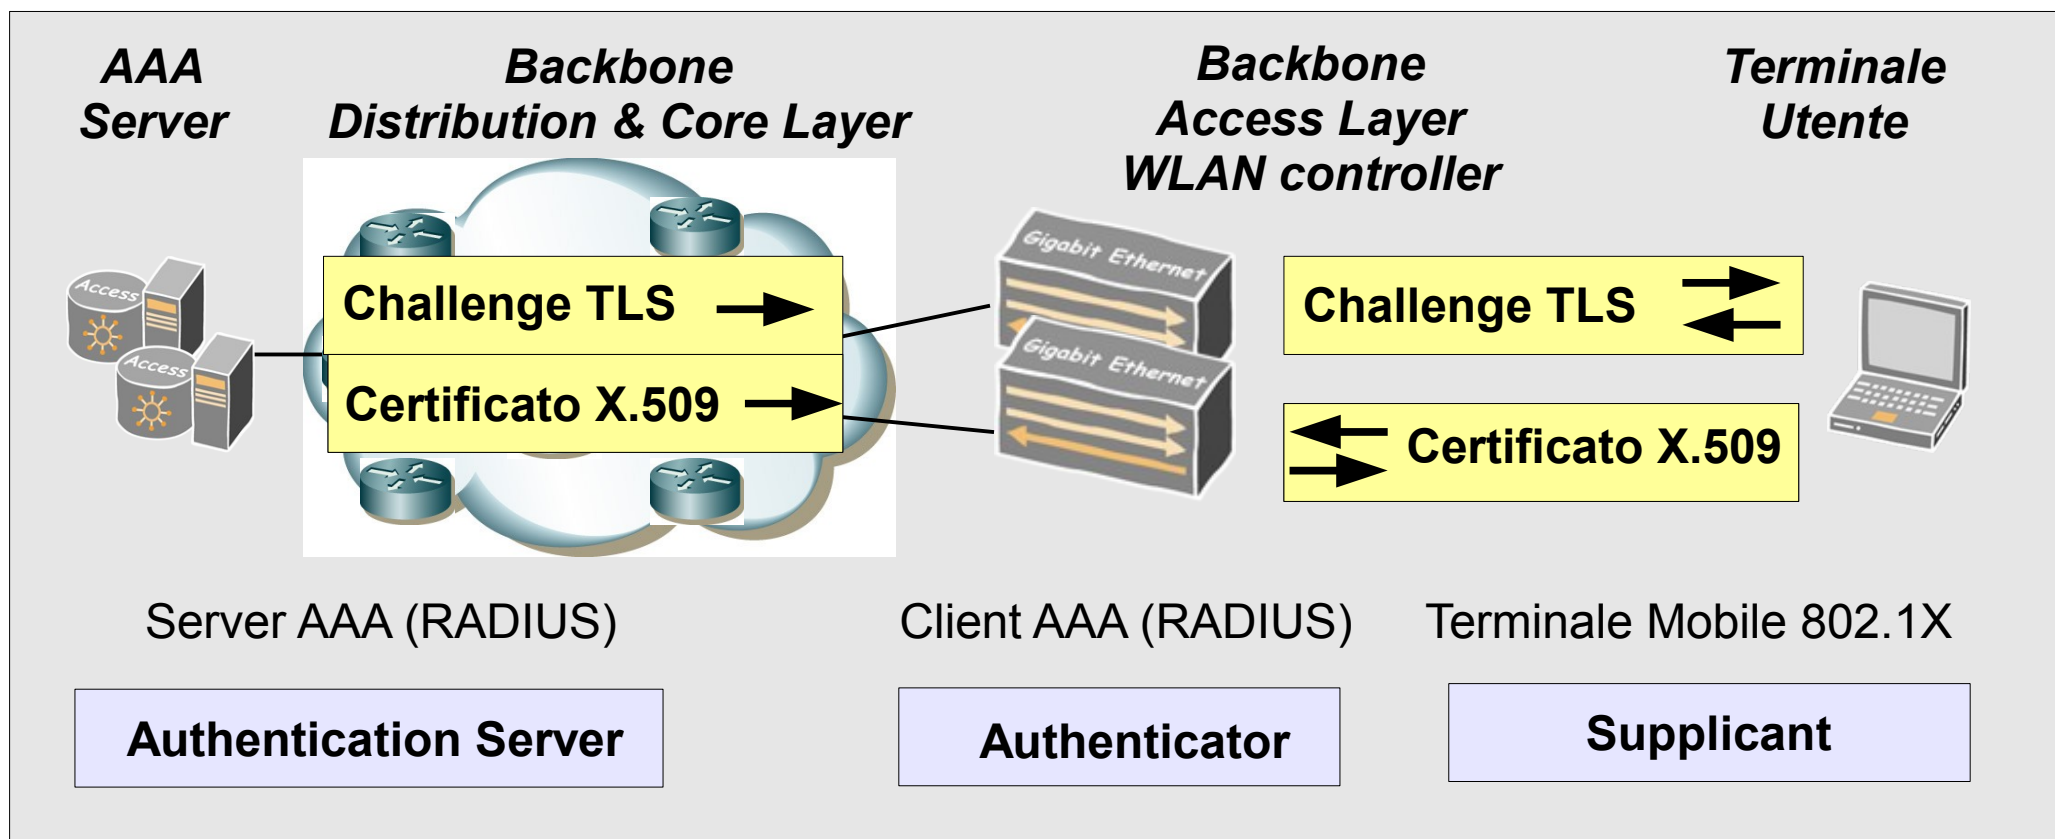 AAA
Server
Backbone
Distribution & Core Layer
Backbone
Access Layer
WLAN controller
Terminale
Utente
Access
Access
Challenge TLS
Certificato X.509
Gigabit Ethernet
Gigabit Ethernet
Challenge TLS
Certificato X.509
Server AAA (RADIUS)
Client AAA (RADIUS)
Terminale Mobile 802.1X
Authentication Server
Authenticator
Supplicant